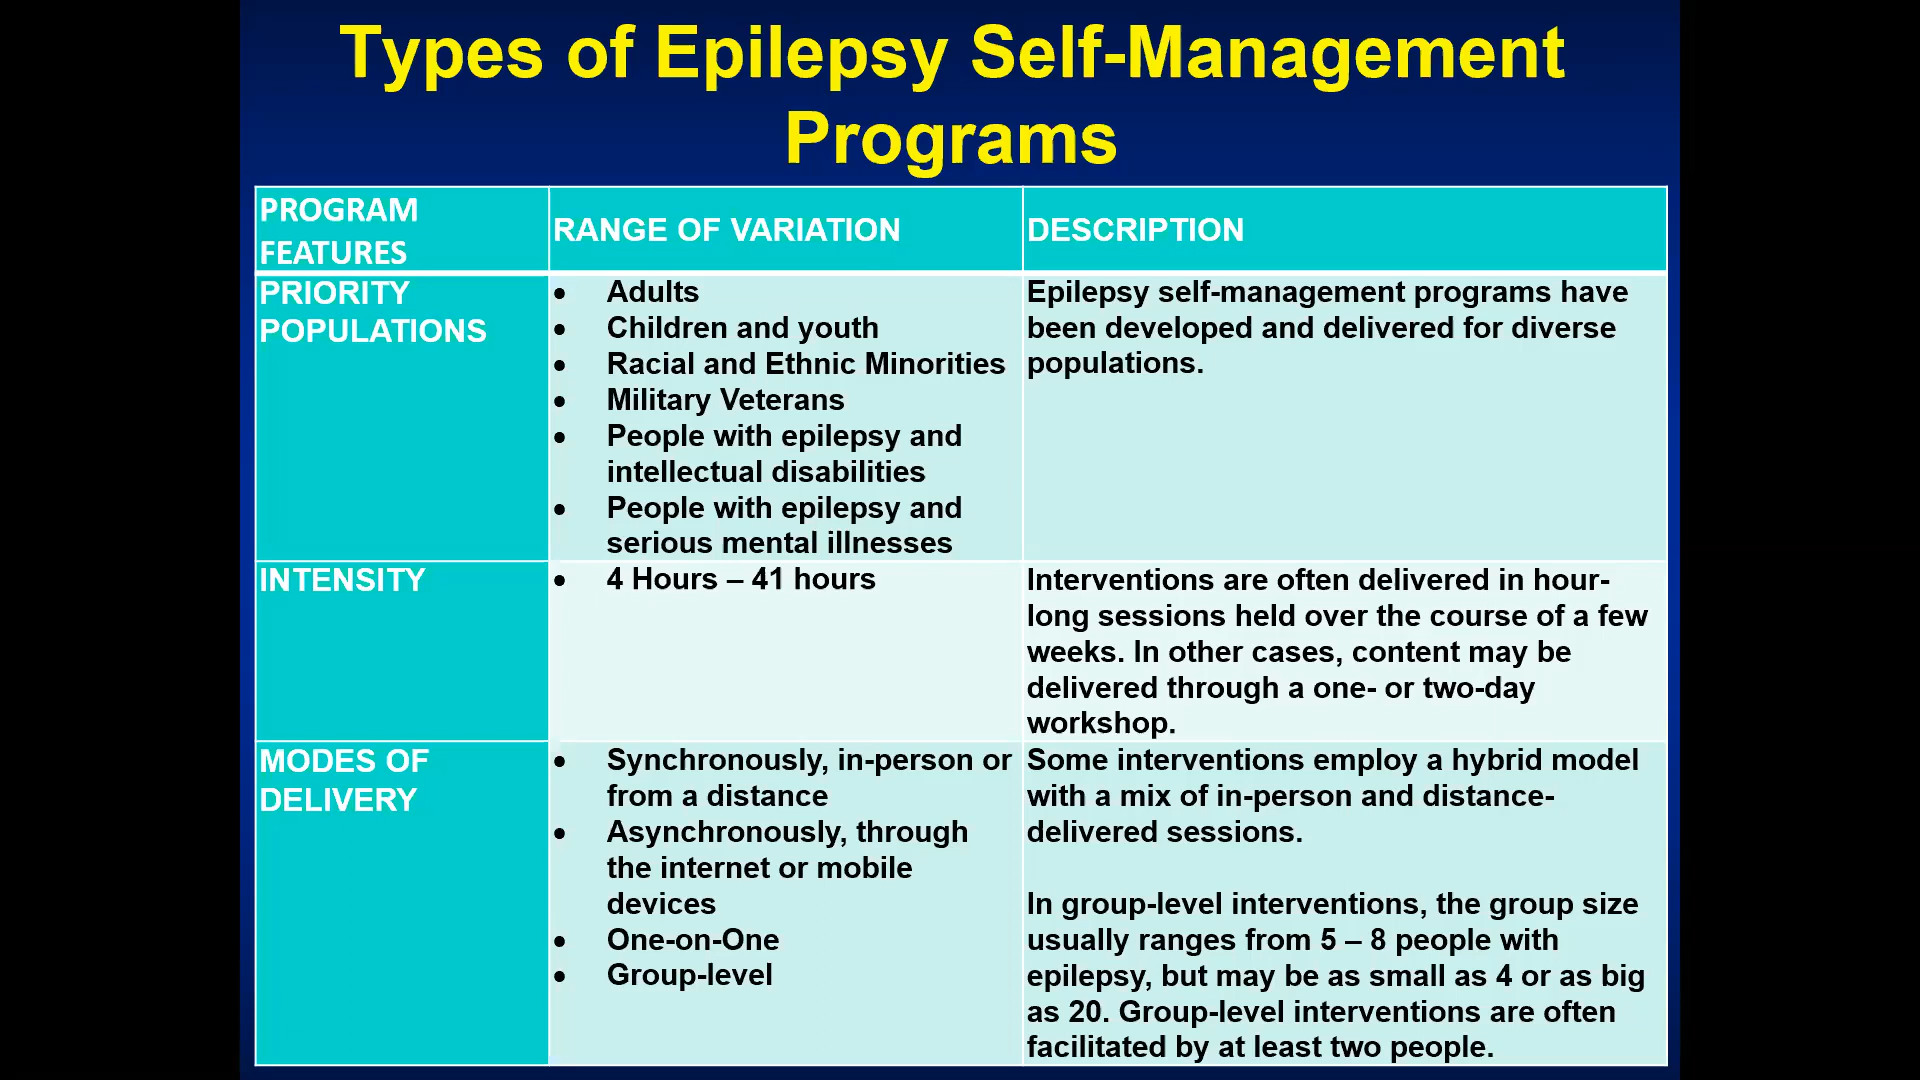 Types of Epilepsy Self-Management
Programs
PROGRAM
FEATURES
RANGE OF VARIATION
DESCRIPTION
PRIORITY
POPULATIONS
• Adults
• Children and youth
• Racial and Ethnic Minorities
• Military Veterans
• People with epilepsy and
intellectual disabilities
• People with epilepsy and
serious mental illnesses
Epilepsy self-management programs have
been developed and delivered for diverse
populations.
INTENSITY
• 4 Hours – 41 hours
Interventions are often delivered in hour-
long sessions held over the course of a few
weeks. In other cases, content may be
delivered through a one- or two-day
workshop.
MODES OF
DELIVERY
• Synchronously, in-person or
from a distance
• Asynchronously, through
the internet or mobile
devices
• One-on-One
• Group-level
Some interventions employ a hybrid model
with a mix of in-person and distance-
delivered sessions.
In group-level interventions, the group size
usually ranges from 5 – 8 people with
epilepsy, but may be as small as 4 or as big
as 20. Group-level interventions are often
facilitated by at least two people.